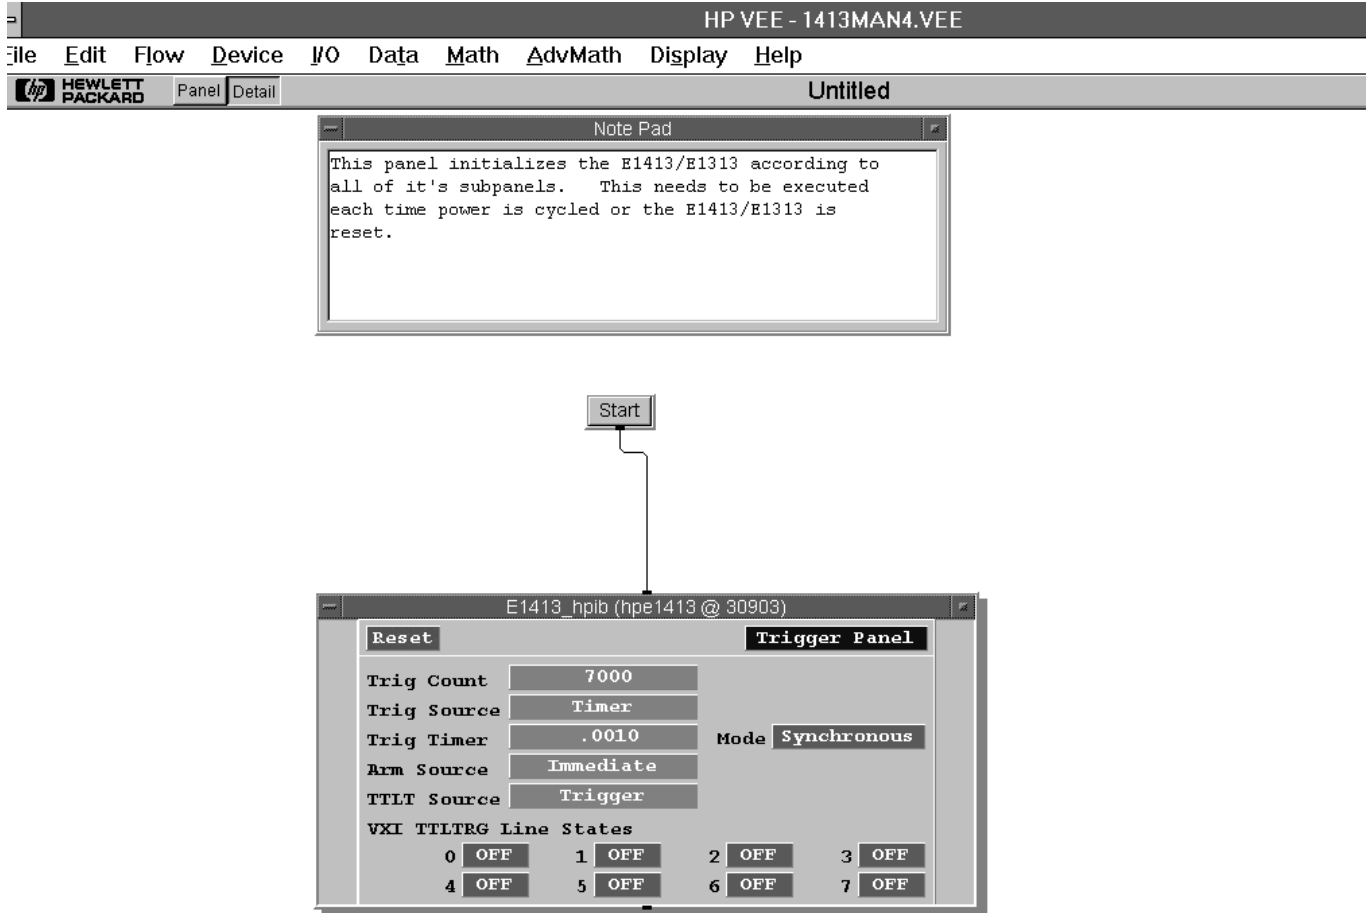 HP VEE - 1413MAN4.VEE
File Edit Flow Device I/O Data Math AdvMath Display Help
hp HEWLETT PACKARD Panel Detail Untitled
Note Pad
This panel initializes the E1413/E1313 according to
all of it's subpanels. This needs to be executed
each time power is cycled or the E1413/E1313 is
reset.
Start
E1413_hpib (hpe1413 @ 30903)
Reset Trigger Panel
Trig Count 7000
Trig Source Timer
Trig Timer .0010 Mode Synchronous
Arm Source Immediate
TTLT Source Trigger
VXI TTLTRG Line States
0 OFF 1 OFF 2 OFF 3 OFF
4 OFF 5 OFF 6 OFF 7 OFF